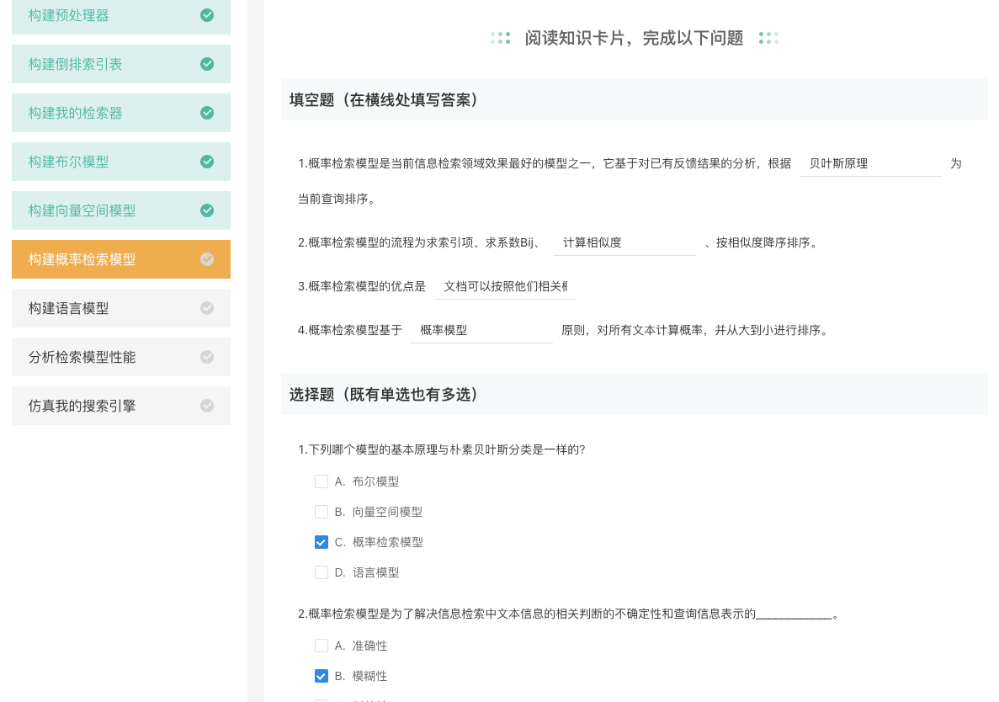 构建预处理器
构建倒排索引表
构建我的检索器
构建布尔模型
构建向量空间模型
构建概率检索模型
构建语言模型
分析检索模型性能
仿真我的搜索引擎
阅读知识卡片，完成以下问题
填空题（在横线处填写答案）
1.概率检索模型是当前信息检索领域效果最好的模型之一，它基于对已有反馈结果的分析，根据 贝叶斯原理 为
当前查询排序。
2.概率检索模型的流程为求索引项、求系数Bij、 计算相似度 、按相似度降序排序。
3.概率检索模型的优点是 文档可以按照他们相关
4.概率检索模型基于 概率模型 原则，对所有文本计算概率，并从大到小进行排序。
选择题（既有单选也有多选）
1.下列哪个模型的基本原理与朴素贝叶斯分类是一样的?
A. 布尔模型
B. 向量空间模型
C. 概率检索模型
D. 语言模型
2.概率检索模型是为了解决信息检索中文本信息的相关判断的不确定性和查询信息表示的____________。
A. 准确性
B. 模糊性